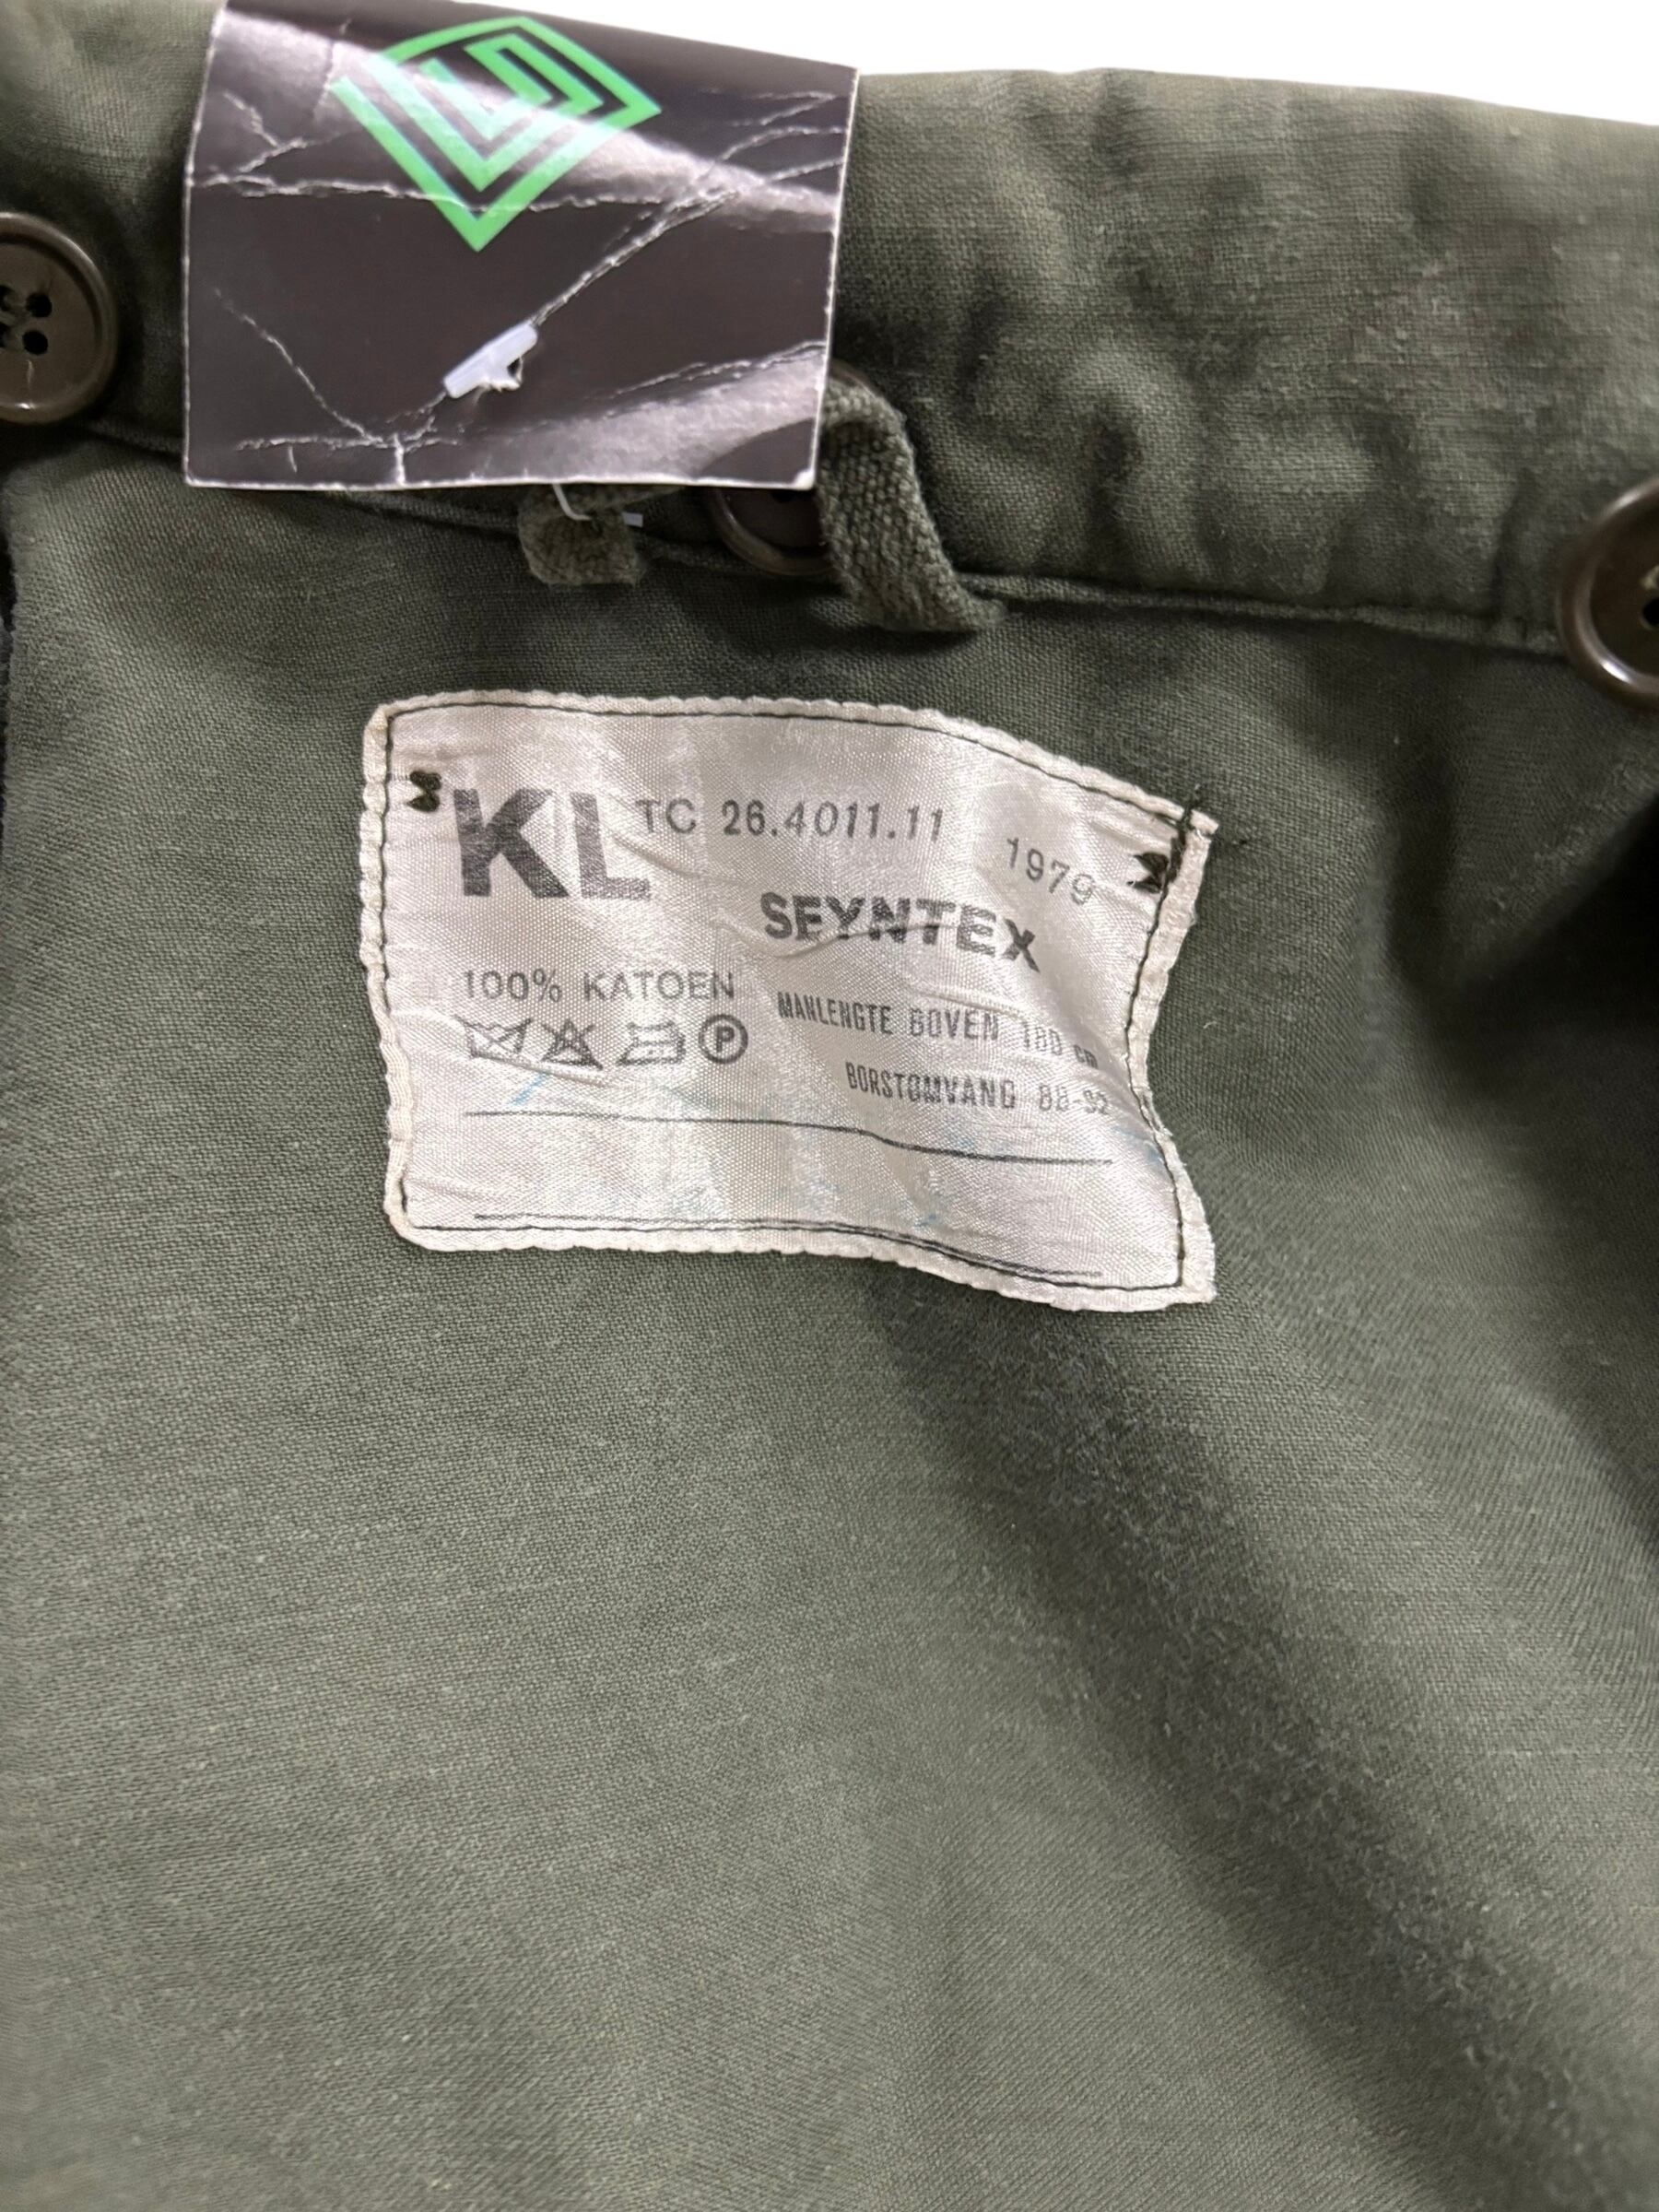 KL TC 26.4011.11 1979
SEYNTEX
100% KATOEN
MANLENGTE BOVEN 180 cm
P
BORSTOMVANG 88-92